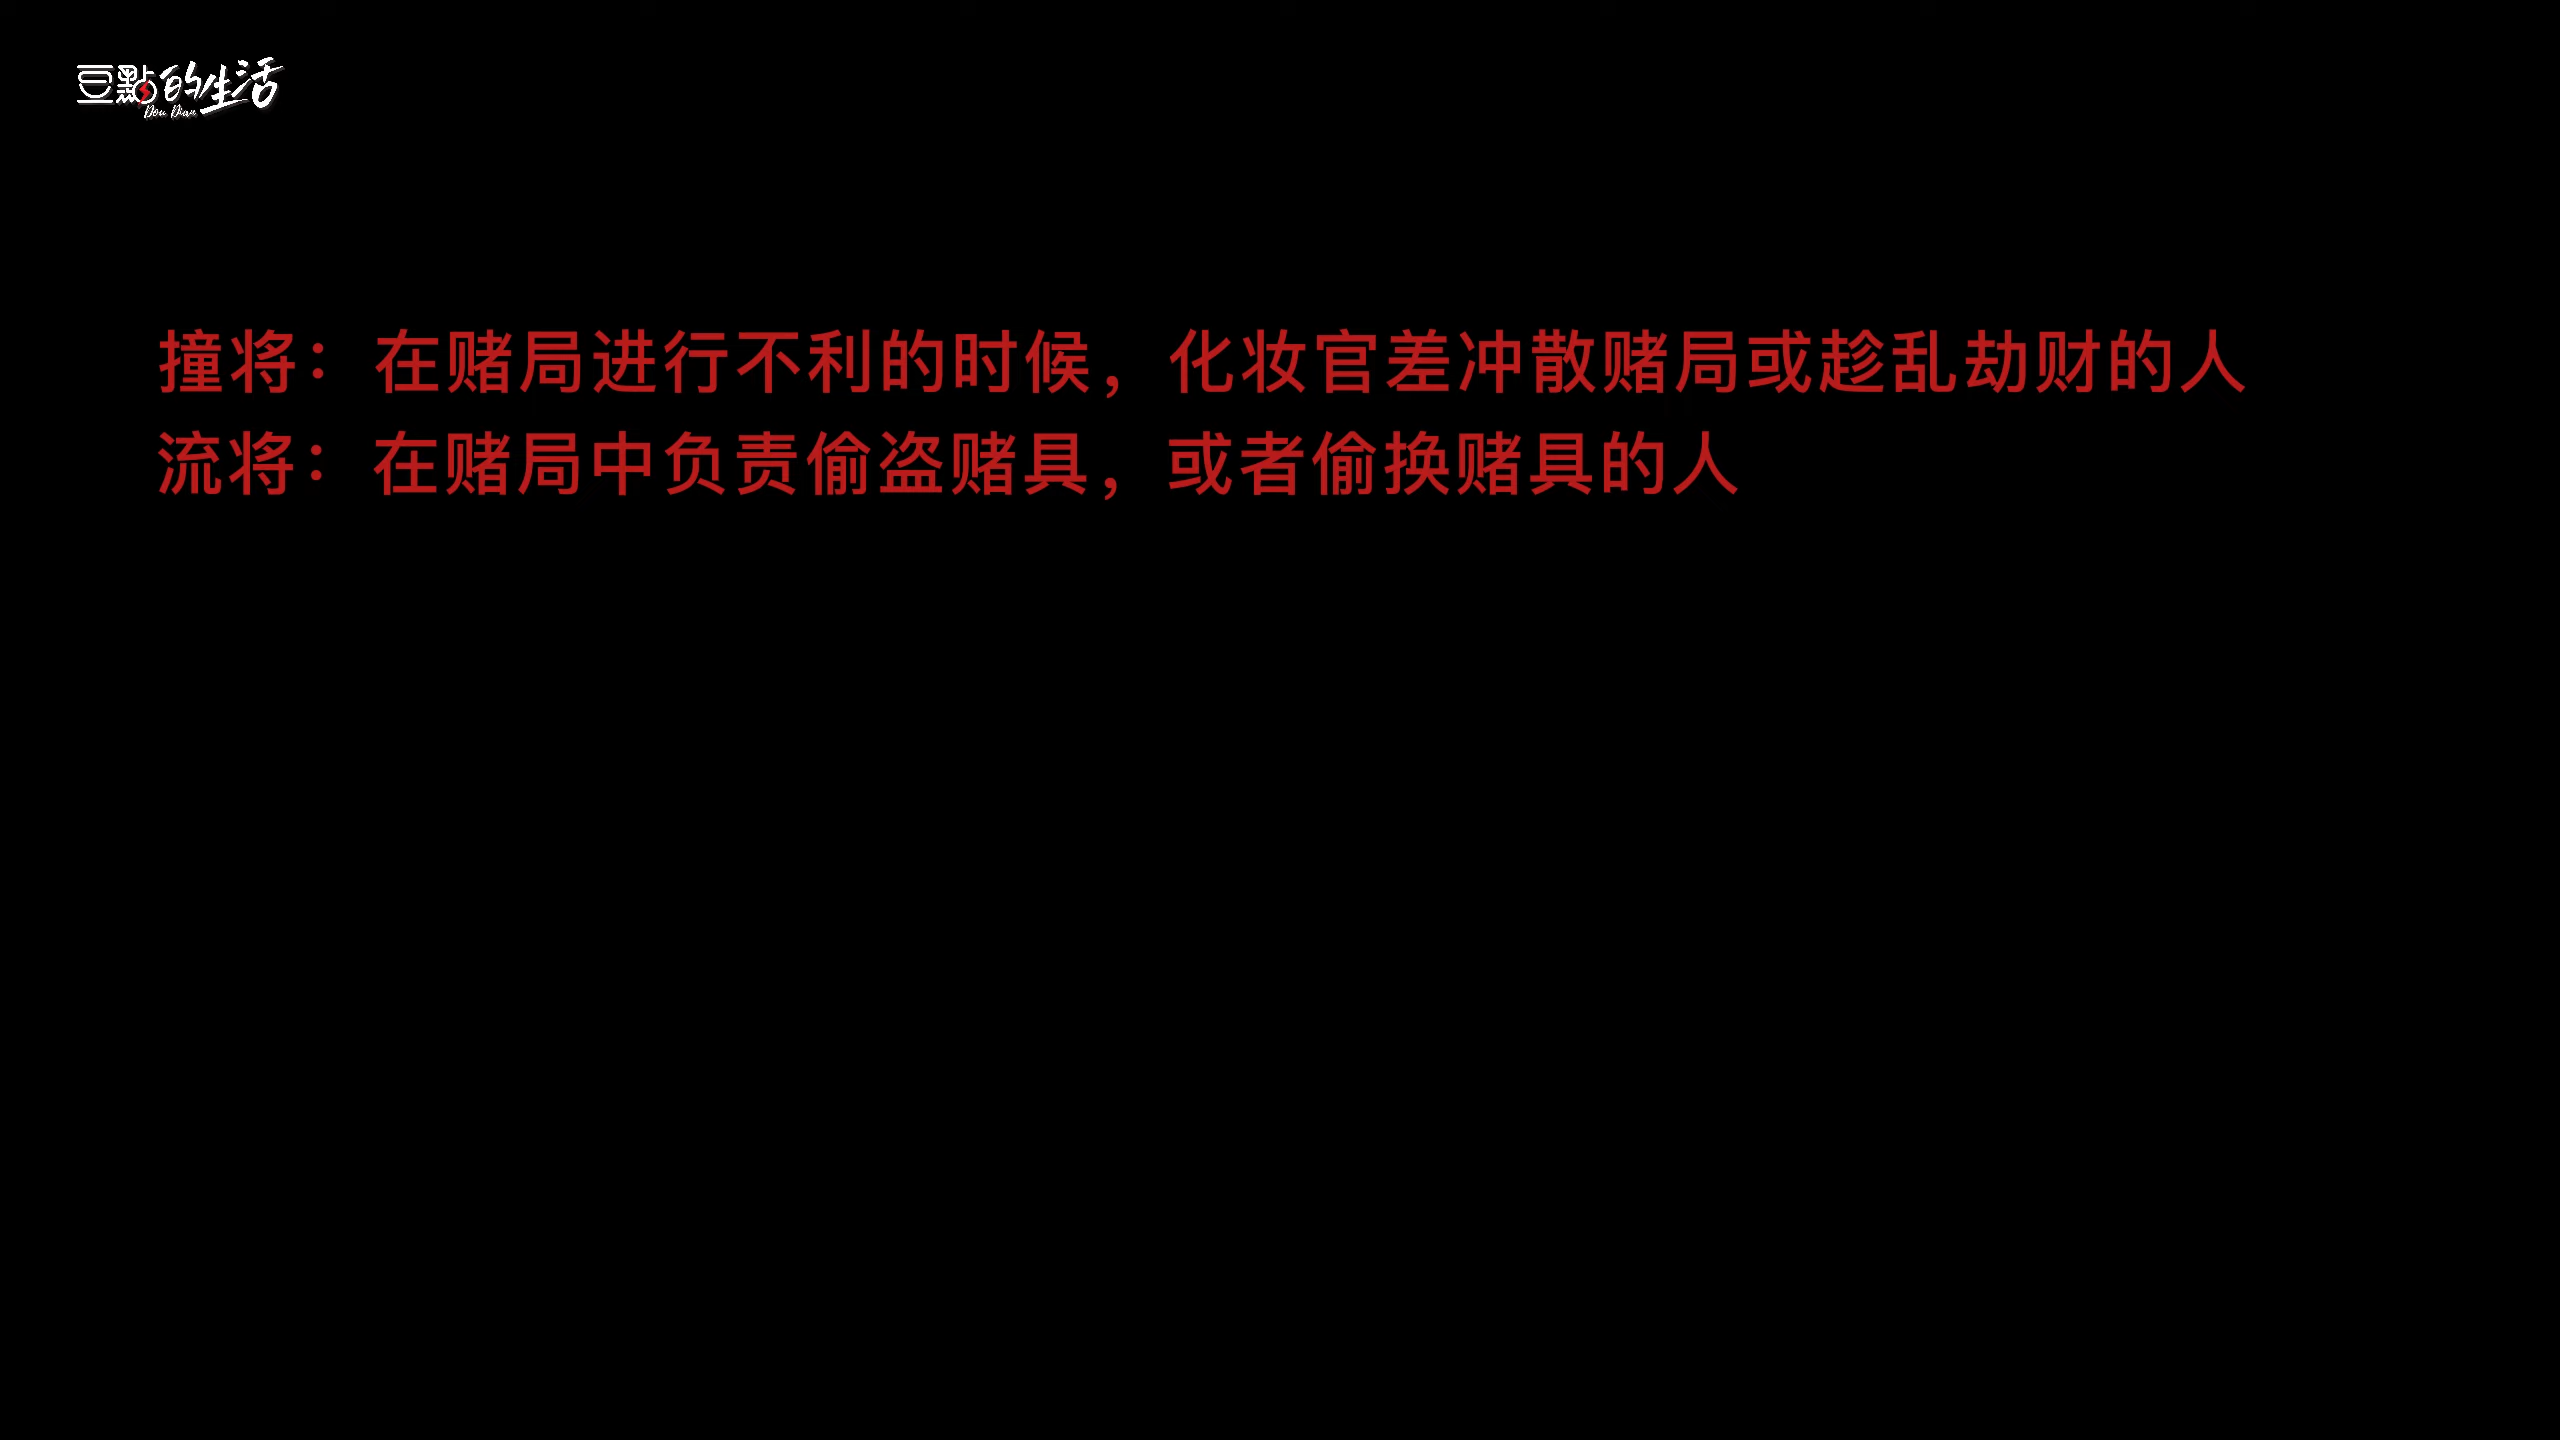 豆點的生活
Dou Dian
撞将：在赌局进行不利的时候，化妆官差冲散赌局或趁乱劫财的人
流将：在赌局中负责偷盗赌具，或者偷换赌具的人